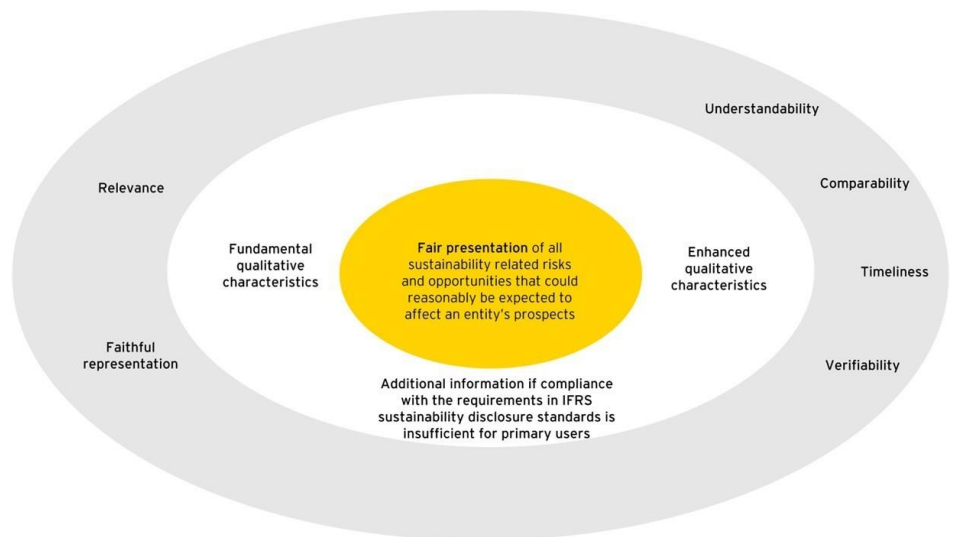 Understandability
Relevance
Comparability
Fundamental
qualitative
characteristics
Fair presentation of all
sustainability related risks
and opportunities that could
reasonably be expected to
affect an entity's prospects
Enhanced
qualitative
characteristics
Timeliness
Faithful
representation
Verifiability
Additional information if compliance
with the requirements in IFRS
sustainability disclosure standards is
insufficient for primary users